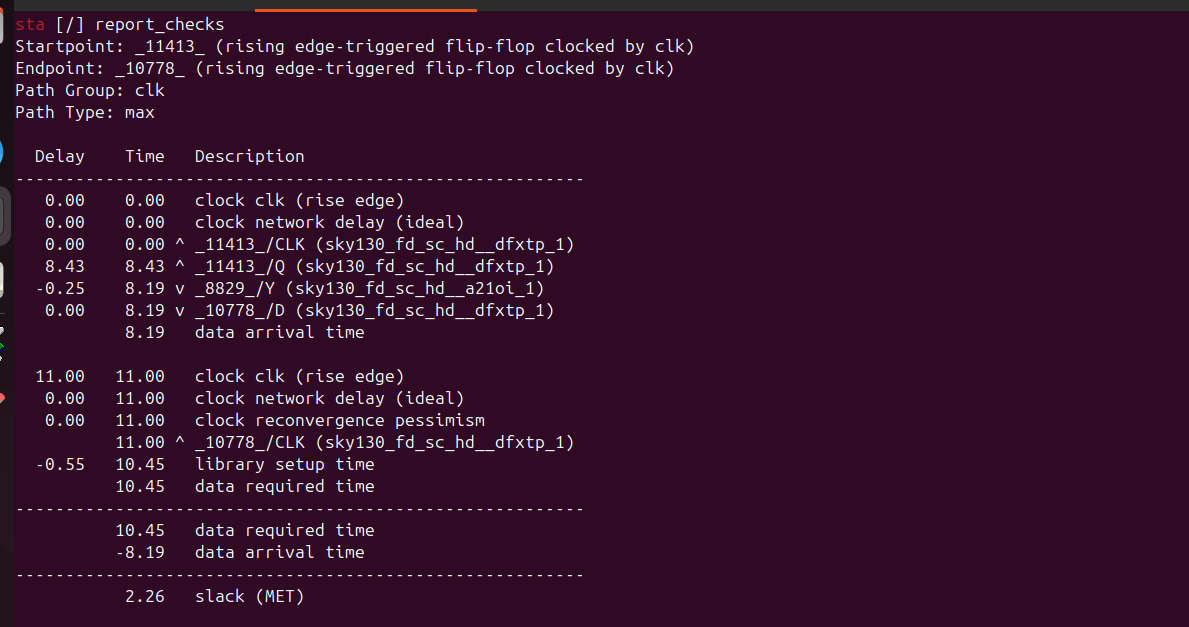 sta [/] report_checks
Startpoint: _11413_ (rising edge-triggered flip-flop clocked by clk)
Endpoint: _10778_ (rising edge-triggered flip-flop clocked by clk)
Path Group: clk
Path Type: max
Delay Time Description
---------------------------------------------------------
0.00 0.00 clock clk (rise edge)
0.00 0.00 clock network delay (ideal)
0.00 0.00 ^ _11413_/CLK (sky130_fd_sc_hd__dfxtp_1)
8.43 8.43 ^ _11413_/Q (sky130_fd_sc_hd__dfxtp_1)
-0.25 8.19 v _8829_/Y (sky130_fd_sc_hd__a21oi_1)
0.00 8.19 v _10778_/D (sky130_fd_sc_hd__dfxtp_1)
8.19 data arrival time
11.00 11.00 clock clk (rise edge)
0.00 11.00 clock network delay (ideal)
0.00 11.00 clock reconvergence pessimism
11.00 ^ _10778_/CLK (sky130_fd_sc_hd__dfxtp_1)
-0.55 10.45 library setup time
10.45 data required time
---------------------------------------------------------
10.45 data required time
-8.19 data arrival time
---------------------------------------------------------
2.26 slack (MET)